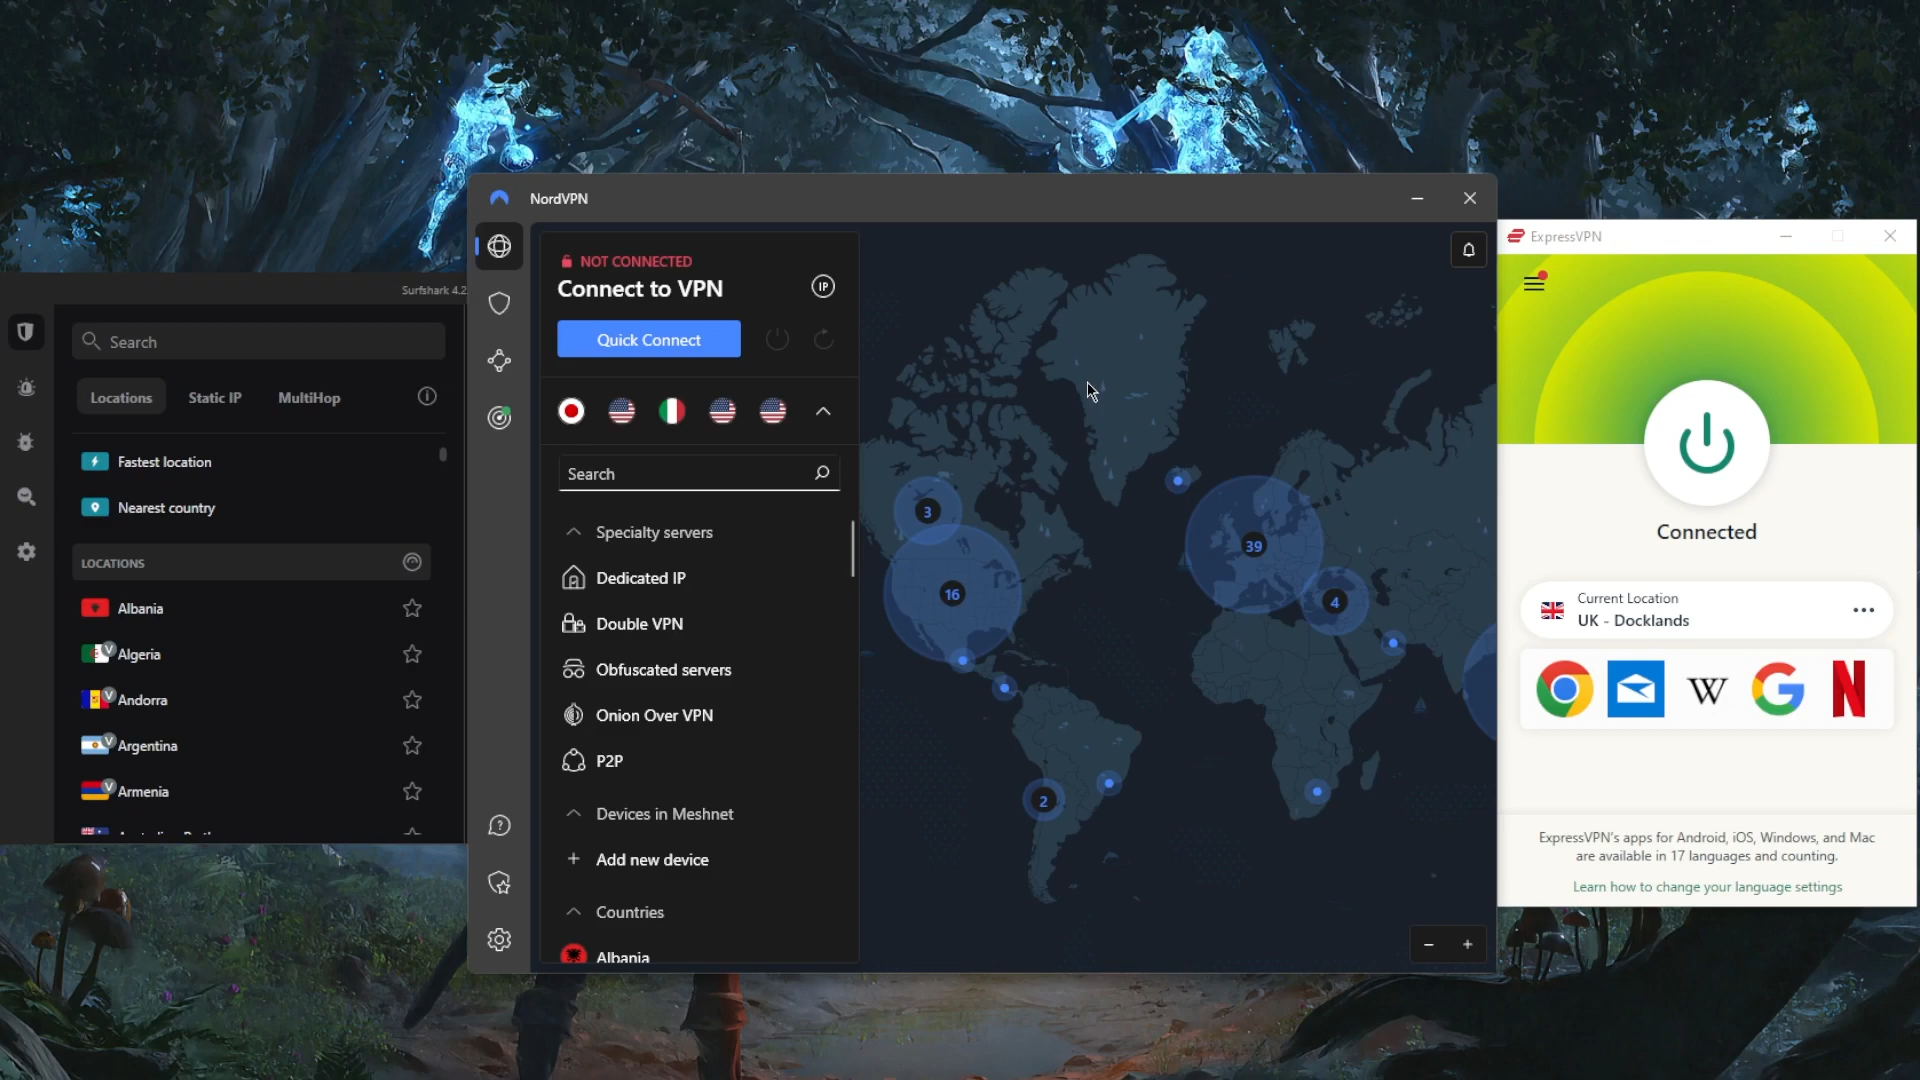 Surfshark 4.2
Search
Locations
Static IP
MultiHop
Fastest location
Nearest country
LOCATIONS
Albania
V
Algeria
V
Andorra
V
Argentina
V
Armenia
NordVPN
NOT CONNECTED
Connect to VPN
IP
Quick Connect
Search
Specialty servers
Dedicated IP
Double VPN
Obfuscated servers
Onion Over VPN
P2P
Devices in Meshnet
+ Add new device
Countries
Albania
3
16
39
4
2
ExpressVPN
Connected
Current Location
UK - Docklands
W
G
N
ExpressVPN's apps for Android, iOS, Windows, and Mac
are available in 17 languages and counting.
Learn how to change your language settings